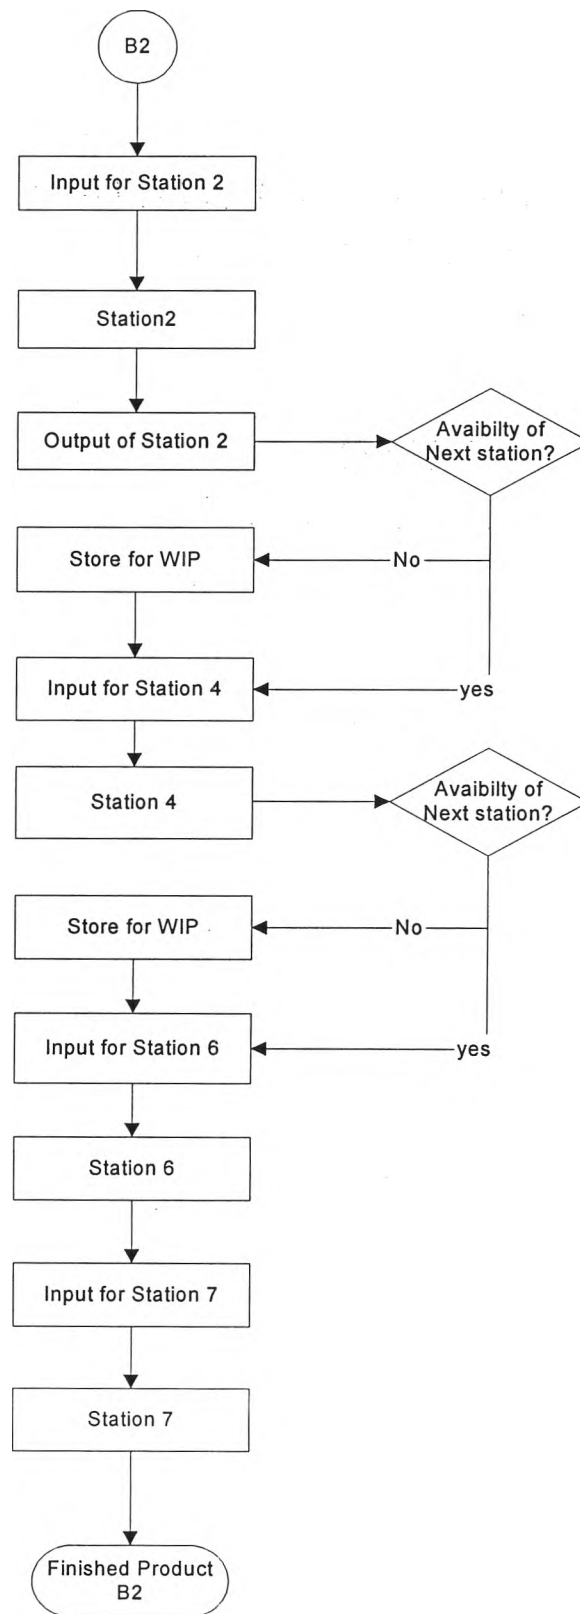 B2
Input for Station 2
Station2
Output of Station 2
Avaibilty of
Next station?
Store for WIP
No
Input for Station 4
yes
Station 4
Avaibilty of
Next station?
Store for WIP
No
Input for Station 6
yes
Station 6
Input for Station 7
Station 7
Finished Product
B2